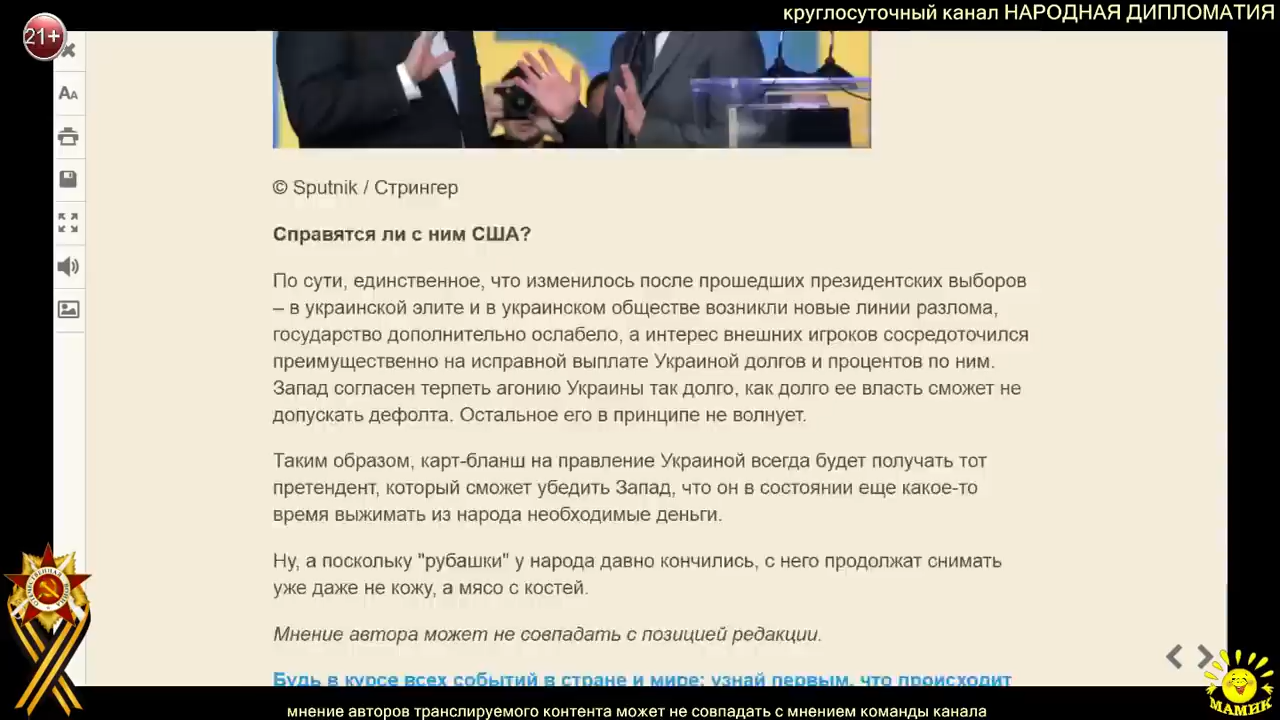 круглосуточный канал НАРОДНАЯ ДИПЛОМАТИЯ
21+
AA
© Sputnik / Стрингер
Справятся ли с ним США?
По сути, единственное, что изменилось после прошедших президентских выборов
– в украинской элите и в украинском обществе возникли новые линии разлома,
государство дополнительно ослабело, а интерес внешних игроков сосредоточился
преимущественно на исправной выплате Украиной долгов и процентов по ним.
Запад согласен терпеть агонию Украины так долго, как долго ее власть сможет не
допускать дефолта. Остальное его в принципе не волнует.
Таким образом, карт-бланш на правление Украиной всегда будет получать тот
претендент, который сможет убедить Запад, что он в состоянии еще какое-то
время выжимать из народа необходимые деньги.
Ну, а поскольку "рубашки" у народа давно кончились, с него продолжат снимать
уже даже не кожу, а мясо с костей.
Мнение автора может не совпадать с позицией редакции.
Будь в курсе всех событий в стране и мире: узнай первым, что происходит
МАМИК
мнение авторов транслируемого контента может не совпадать с мнением команды канала